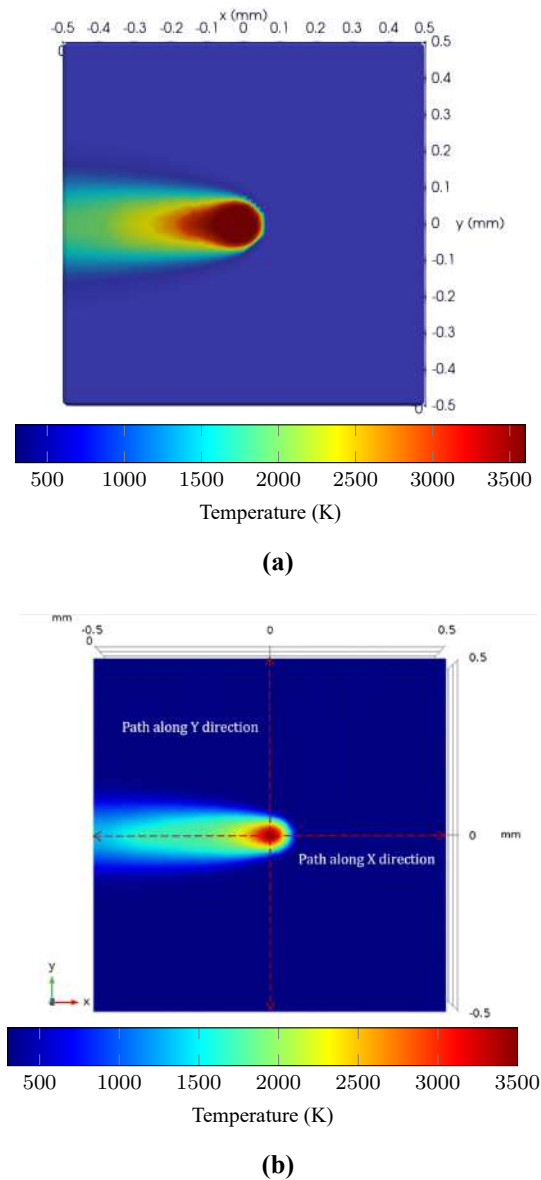 x (mm)
-0.5 -0.4 -0.3 -0.2 -0.1 0 0.1 0.2 0.3 0.4 0.5
0.5
0.4
0.3
0.2
0.1
0 y (mm)
-0.1
-0.2
-0.3
-0.4
-0.5
500 1000 1500 2000 2500 3000 3500
Temperature (K)
(a)
mm
-0.5 0 0.5
0
0.5
Path along Y direction
0 mm
Path along X direction
y
x
-0.5
500 1000 1500 2000 2500 3000 3500
Temperature (K)
(b)